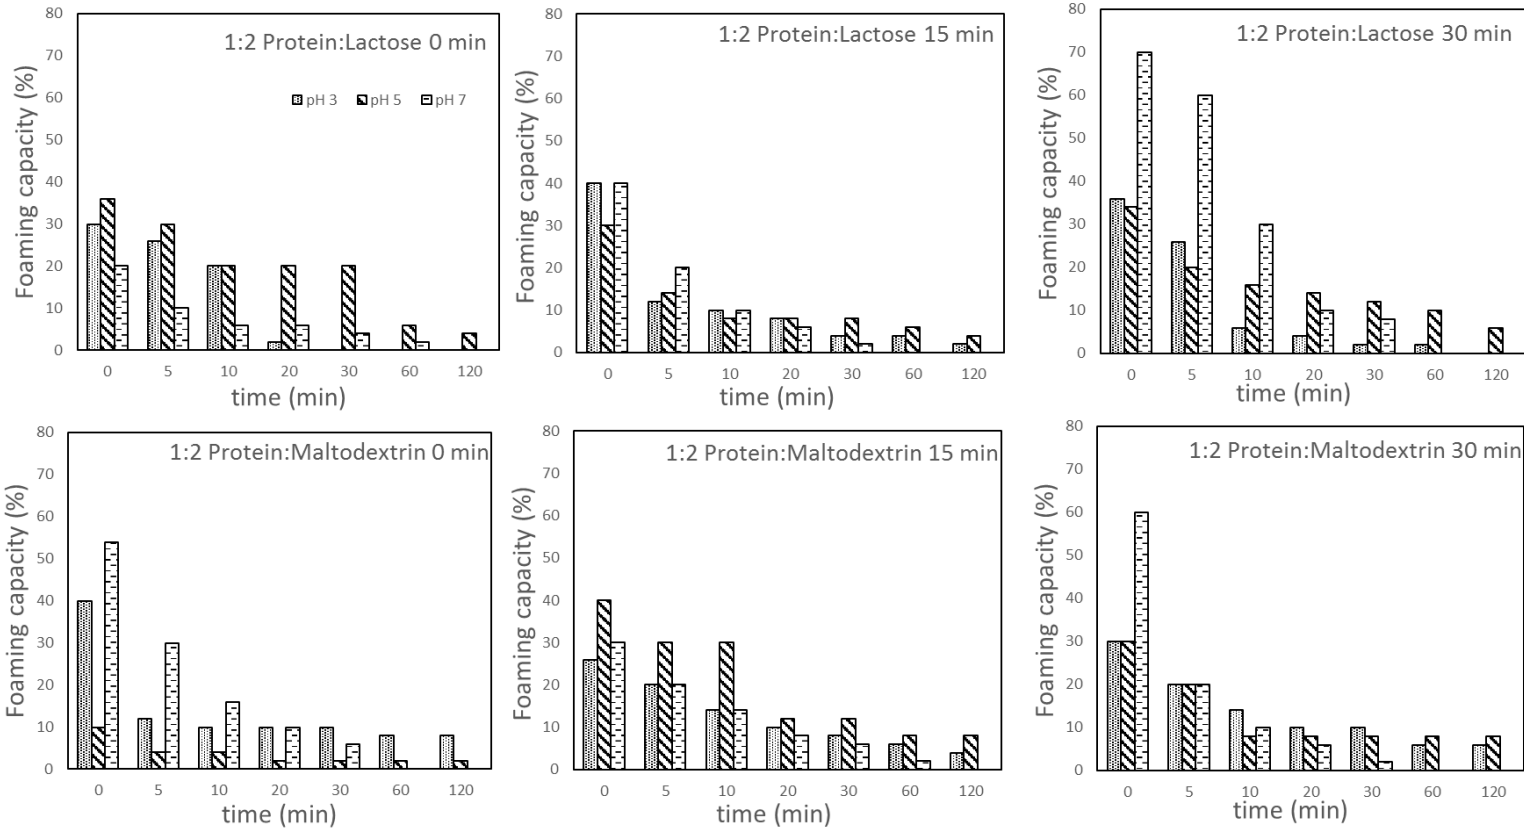 1:2 Protein:Lactose 0 min
pH 3 pH 5 pH 7
Foaming capacity (%)
80
70
60
50
40
30
20
10
0
0 5 10 20 30 60 120
time (min)
1:2 Protein:Lactose 15 min
Foaming capacity (%)
80
70
60
50
40
30
20
10
0
0 5 10 20 30 60 120
time (min)
1:2 Protein:Lactose 30 min
Foaming capacity (%)
80
70
60
50
40
30
20
10
0
0 5 10 20 30 60 120
time (min)
1:2 Protein:Maltodextrin 0 min
Foaming capacity (%)
80
70
60
50
40
30
20
10
0
0 5 10 20 30 60 120
time (min)
1:2 Protein:Maltodextrin 15 min
Foaming capacity (%)
80
70
60
50
40
30
20
10
0
0 5 10 20 30 60 120
time (min)
1:2 Protein:Maltodextrin 30 min
Foaming capacity (%)
80
70
60
50
40
30
20
10
0
0 5 10 20 30 60 120
time (min)